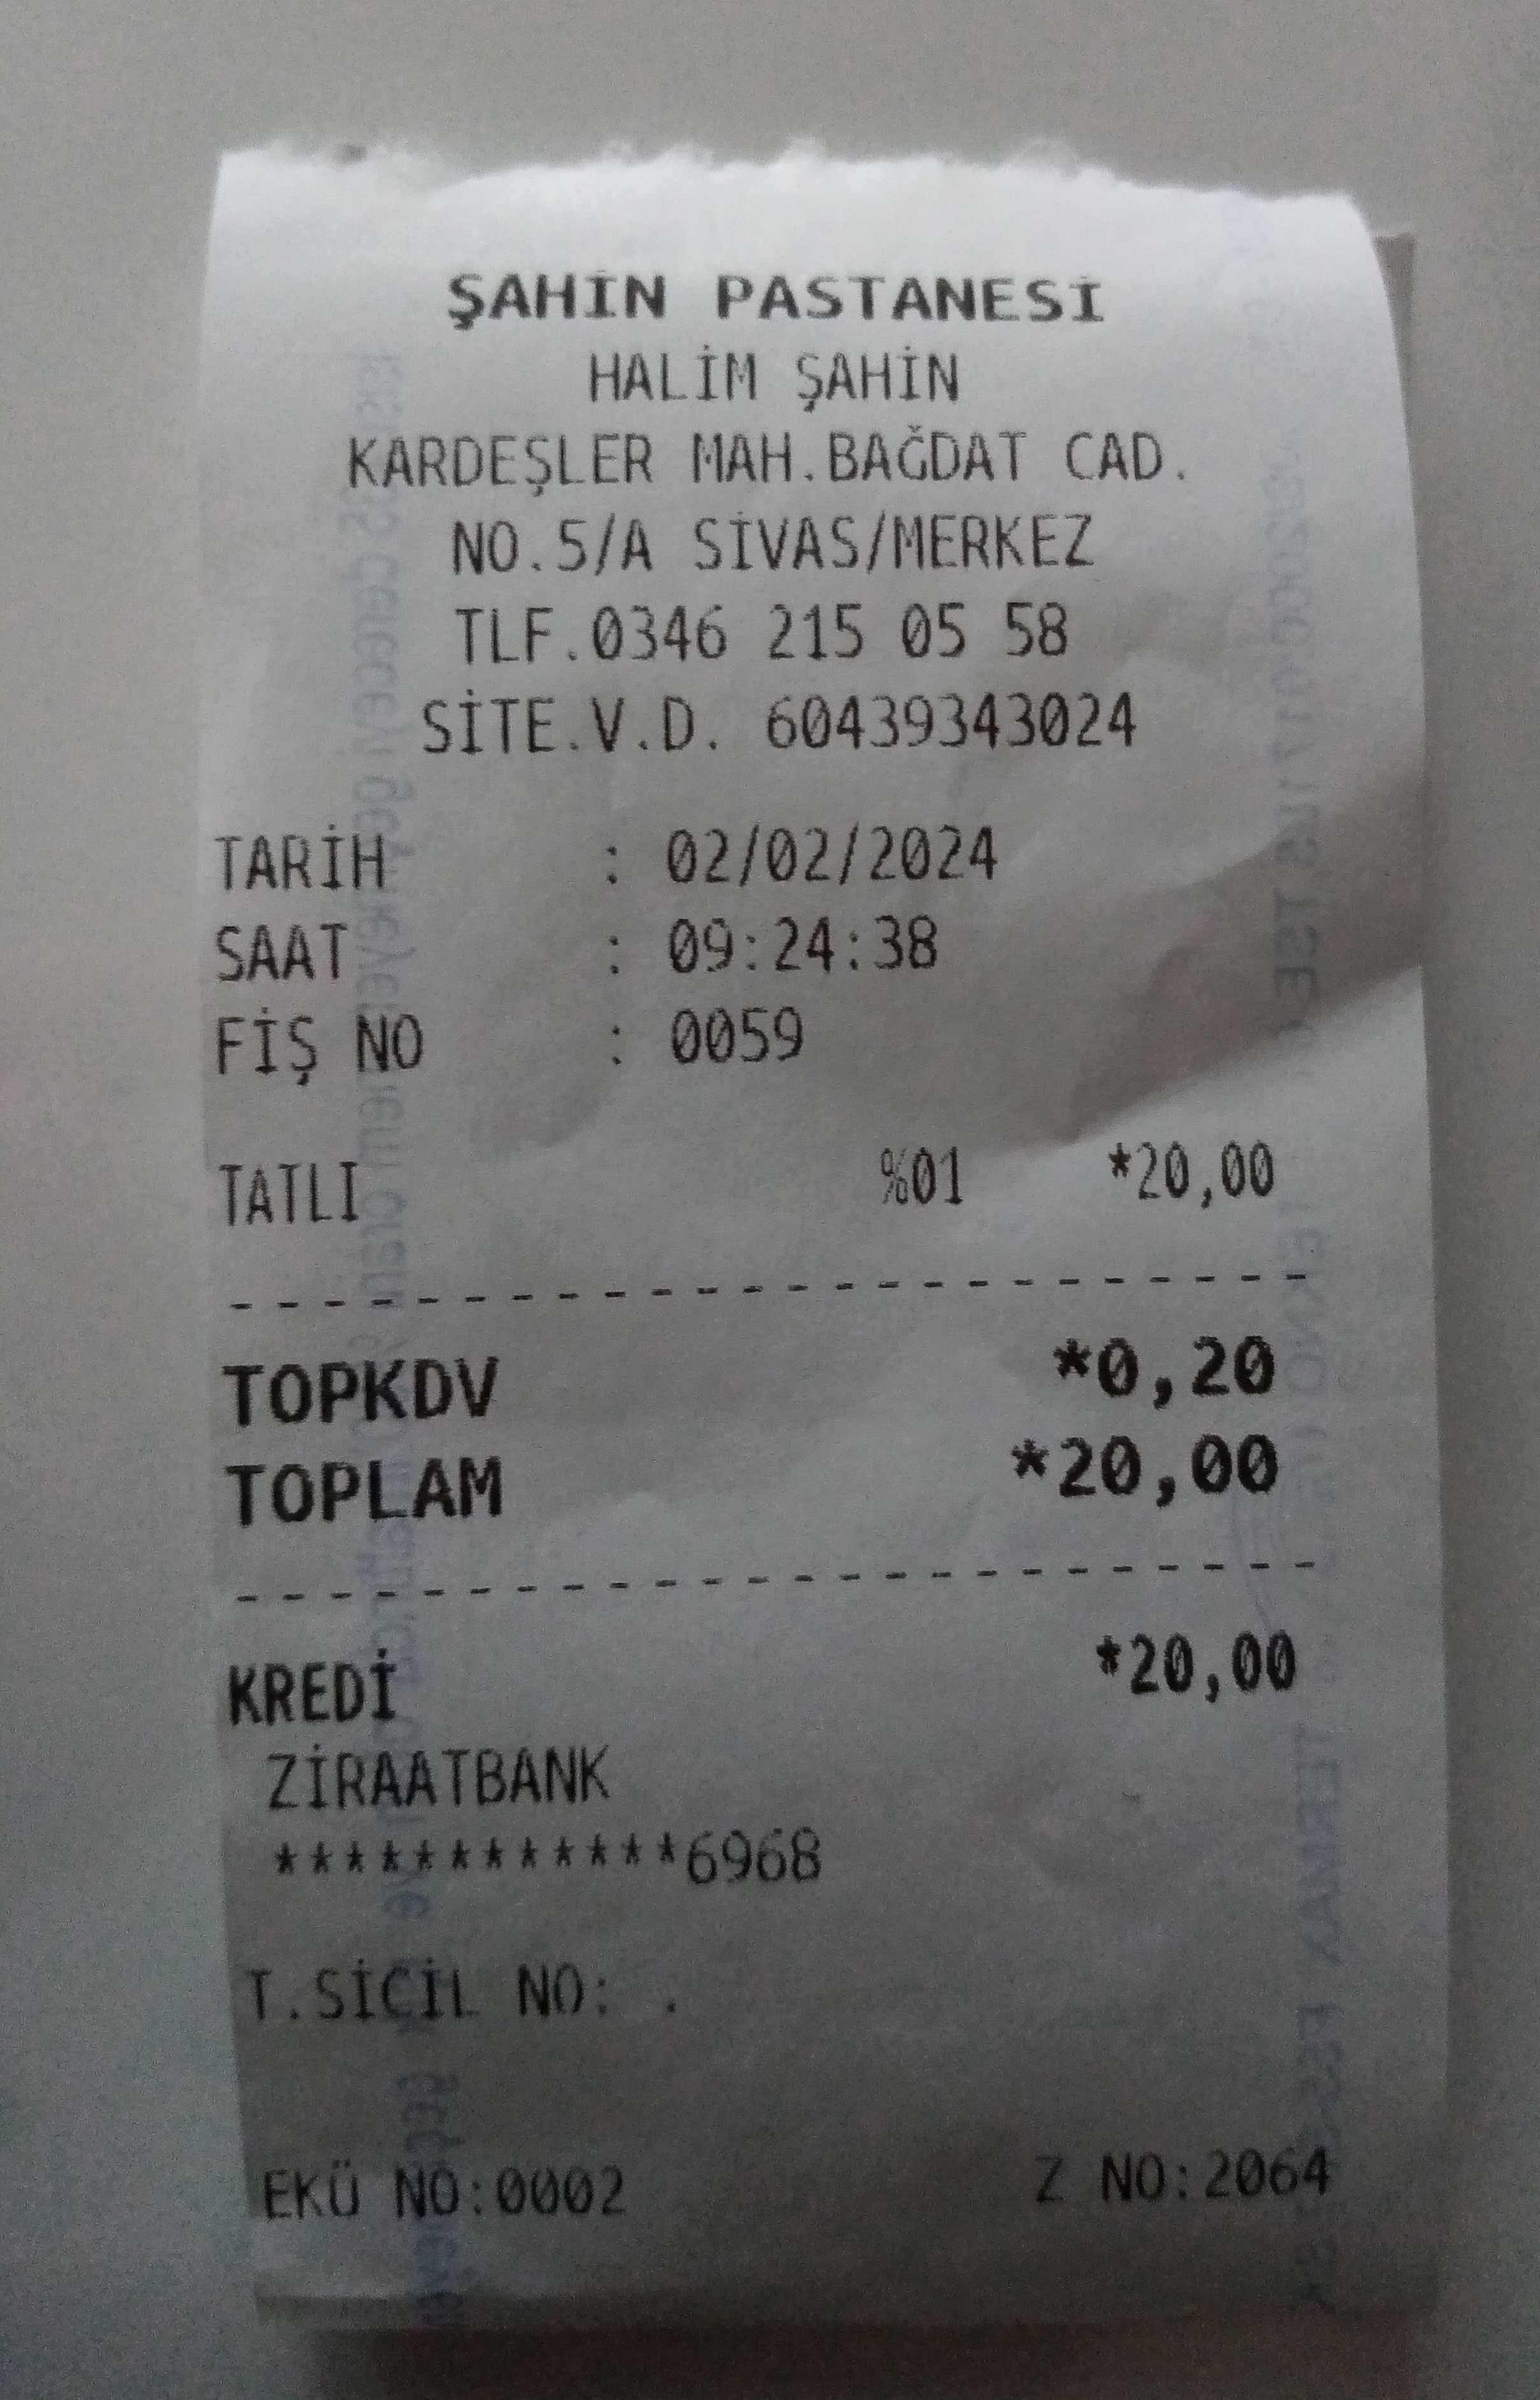 ŞAHİN PASTANESİ
HALİM ŞAHİN
KARDEŞLER MAH.BAĞDAT CAD.
NO.5/A SİVAS/MERKEZ
TLF.0346 215 05 58
SİTE.V.D. 60439343024
TARİH : 02/02/2024
SAAT : 09:24:38
FİŞ NO : 0059
TATLI %01 *20,00
------------------------
TOPKDV *0,20
TOPLAM *20,00
------------------------
KREDİ *20,00
ZİRAATBANK
************6968
T.SİCİL NO: .
EKÜ NO:0002 Z NO:2064